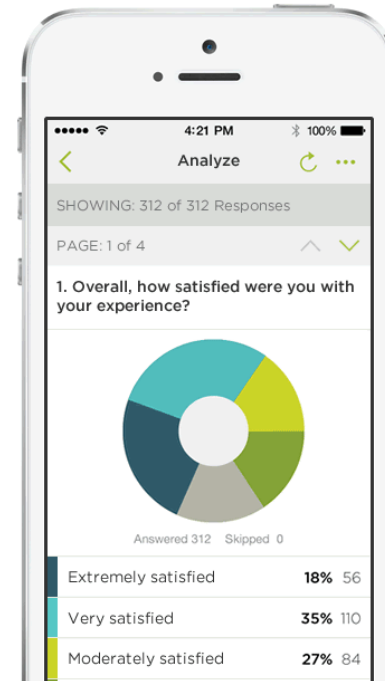 4:21 PM
100%
Analyze
SHOWING: 312 of 312 Responses
PAGE: 1 of 4
1. Overall, how satisfied were you with
your experience?
Answered 312 Skipped 0
Extremely satisfied 18% 56
Very satisfied 35% 110
Moderately satisfied 27% 84